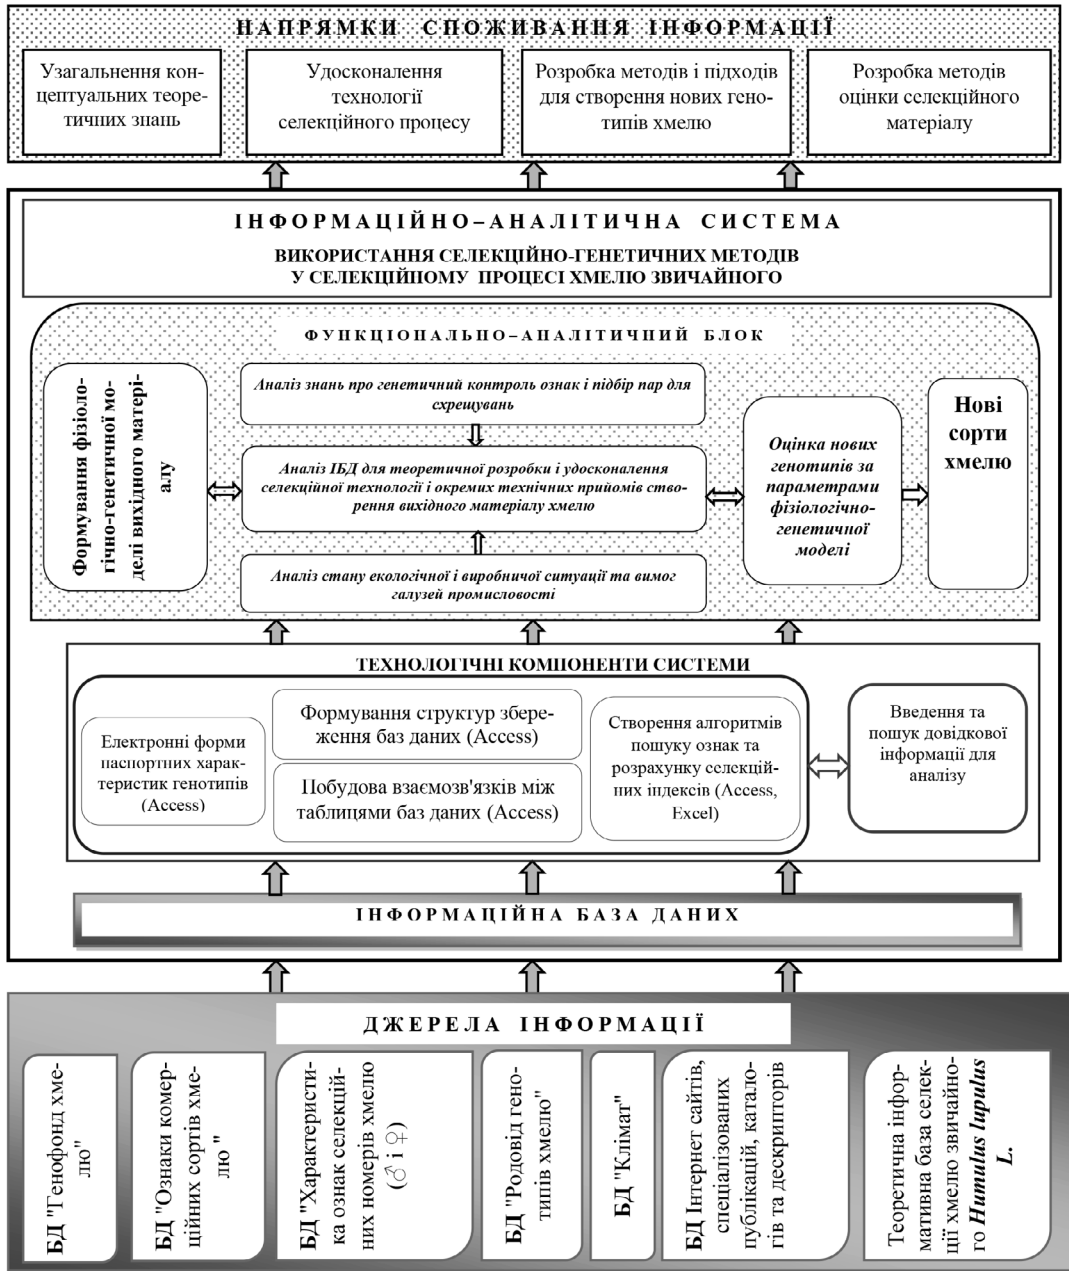 НАПРЯМКИ СПОЖИВАННЯ ІНФОРМАЦІЇ
Узагальнення кон-
цептуальних теоре-
тичних знань
Удосконалення
технології
селекційного процесу
Розробка методів і підходів
для створення нових гено-
типів хмелю
Розробка методів
оцінки селекційного
матеріалу
ІНФОРМАЦІЙНО–АНАЛІТИЧНА СИСТЕМА
ВИКОРИСТАННЯ СЕЛЕКЦІЙНО-ГЕНЕТИЧНИХ МЕТОДІВ
У СЕЛЕКЦІЙНОМУ ПРОЦЕСІ ХМЕЛЮ ЗВИЧАЙНОГО
ФУНКЦІОНАЛЬНО–АНАЛІТИЧНИЙ БЛОК
Формування фізіоло-
гічно-генетичної мо-
делі вихідного матері-
алу
Аналіз знань про генетичний контроль ознак і підбір пар для
схрещувань
Аналіз ІБД для теоретичної розробки і удосконалення
селекційної технології і окремих технічних прийомів ство-
рення вихідного матеріалу хмелю
Аналіз стану екологічної і виробничої ситуації та вимог
галузей промисловості
Оцінка нових
генотипів за
параметрами
фізіологічно-
генетичної
моделі
Нові
сорти
хмелю
ТЕХНОЛОГІЧНІ КОМПОНЕНТИ СИСТЕМИ
Електронні форми
паспортних харак-
теристик генотипів
(Access)
Формування структур збере-
ження баз даних (Access)
Побудова взаємозв'язків між
таблицями баз даних (Access)
Створення алгоритмів
пошуку ознак та
розрахунку селекцій-
них індексів (Access,
Excel)
Введення та
пошук довідкової
інформації для
аналізу
ІНФОРМАЦІЙНА БАЗА ДАНИХ
ДЖЕРЕЛА ІНФОРМАЦІЇ
БД "Генофонд хме-
лю"
БД "Ознаки комер-
ційних сортів хме-
лю "
БД "Характеристи-
ка ознак селекцій-
них номерів хмелю
(♂ і ♀)
БД "Родовід гено-
типів хмелю"
БД "Клімат"
БД Інтернет сайтів,
спеціалізованих
публікацій, катало-
гів та дескрипторів
Теоретична інфор-
мативна база селек-
ції хмелю звичайно-
го Humulus lupulus
L.